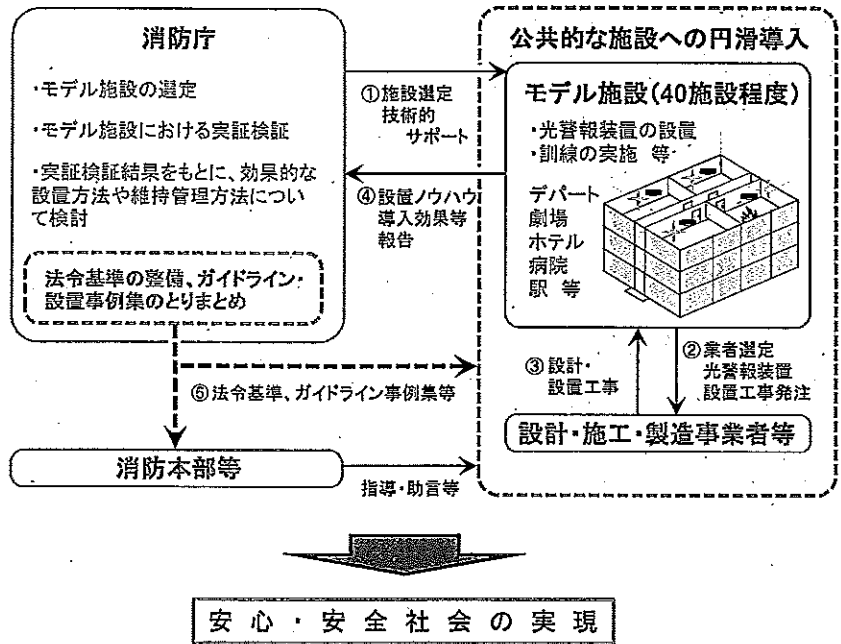 消防庁
・モデル施設の選定
・モデル施設における実証検証
・実証検証結果をもとに、効果的な
設置方法や維持管理方法につい
て検討
法令基準の整備、ガイドライン・
設置事例集のとりまとめ
①施設選定
技術的
サポート
④設置ノウハウ
導入効果等
報告
公共的な施設への円滑導入
モデル施設(40施設程度)
・光警報装置の設置
・訓練の実施 等
デパート
劇場
ホテル
病院
駅 等
③設計・
設置工事
②業者選定
光警報装置
設置工事発注
設計・施工・製造事業者等
⑤法令基準、ガイドライン事例集等
消防本部等
指導・助言等
安心・安全社会の実現